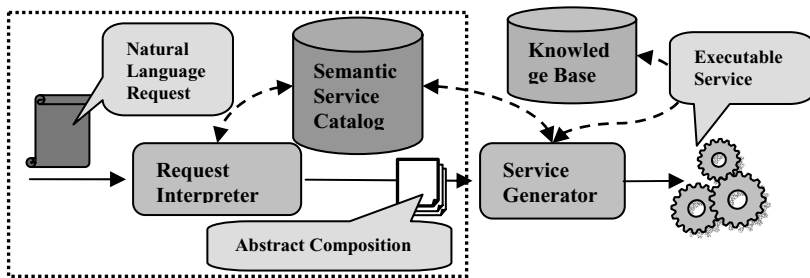 Natural
Language
Request
Semantic
Service
Catalog
Knowled
ge Base
Executable
Service
Request
Interpreter
Service
Generator
Abstract Composition